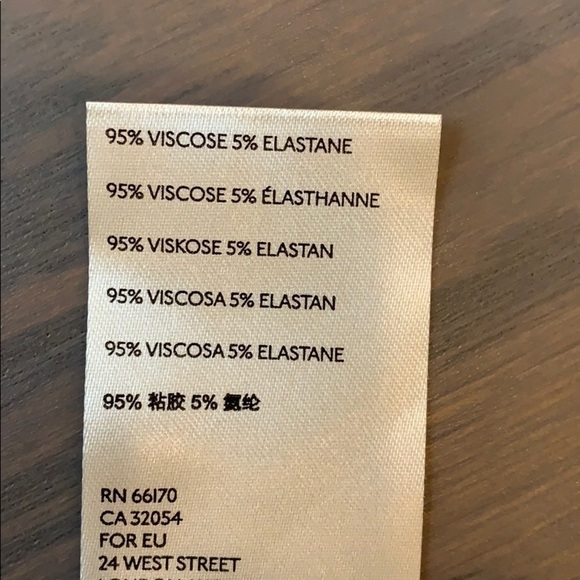 95% VISCOSE 5% ELASTANE
95% VISCOSE 5% ÉLASTHANNE
95% VISKOSE 5% ELASTAN
95% VISCOSA 5% ELASTAN
95% VISCOSA 5% ELASTANE
95% 粘胶 5% 氨纶
RN 66170
CA 32054
FOR EU
24 WEST STREET